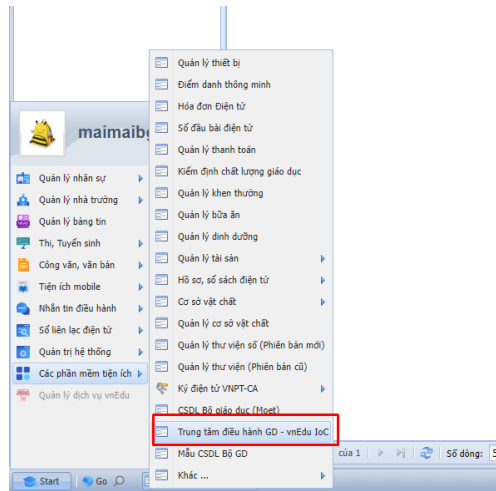 maimaibg
Quản lý nhân sự
Quản lý nhà trường
Quản lý bảng tin
Thi, Tuyển sinh
Công văn, văn bản
Tiện ích mobile
Nhắn tin điều hành
Sổ liên lạc điện tử
Quản trị hệ thống
Các phần mềm tiện ích
Quản lý dịch vụ vnEdu
Quản lý thiết bị
Điểm danh thông minh
Hóa đơn Điện tử
Sổ đầu bài điện tử
Quản lý thanh toán
Kiểm định chất lượng giáo dục
Quản lý khen thưởng
Quản lý bữa ăn
Quản lý dinh dưỡng
Quản lý tài sản
Hồ sơ, sổ sách điện tử
Cơ sở vật chất
Quản lý cơ sở vật chất
Quản lý thư viện số (Phiên bản mới)
Quản lý thư viện (Phiên bản cũ)
Ký điện tử VNPT-CA
CSDL Bộ giáo dục (Moet)
Trung tâm điều hành GD - vnEdu IoC
Mẫu CSDL Bộ GD
Khác ...
của 1
Số dòng: 5
Start
Go